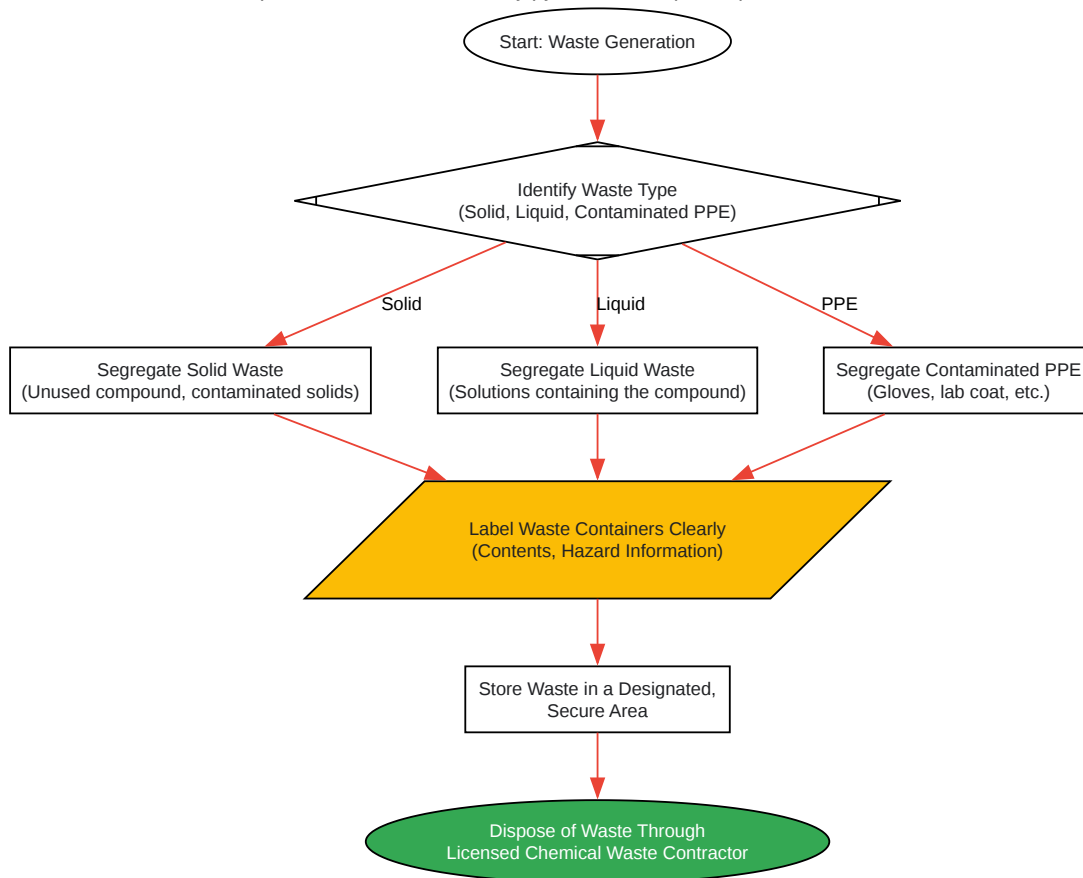 Start: Waste Generation
Identify Waste Type
(Solid, Liquid, Contaminated PPE)
Solid
Liquid
PPE
Segregate Solid Waste
(Unused compound, contaminated solids)
Segregate Liquid Waste
(Solutions containing the compound)
Segregate Contaminated PPE
(Gloves, lab coat, etc.)
Label Waste Containers Clearly
(Contents, Hazard Information)
Store Waste in a Designated,
Secure Area
Dispose of Waste Through
Licensed Chemical Waste Contractor